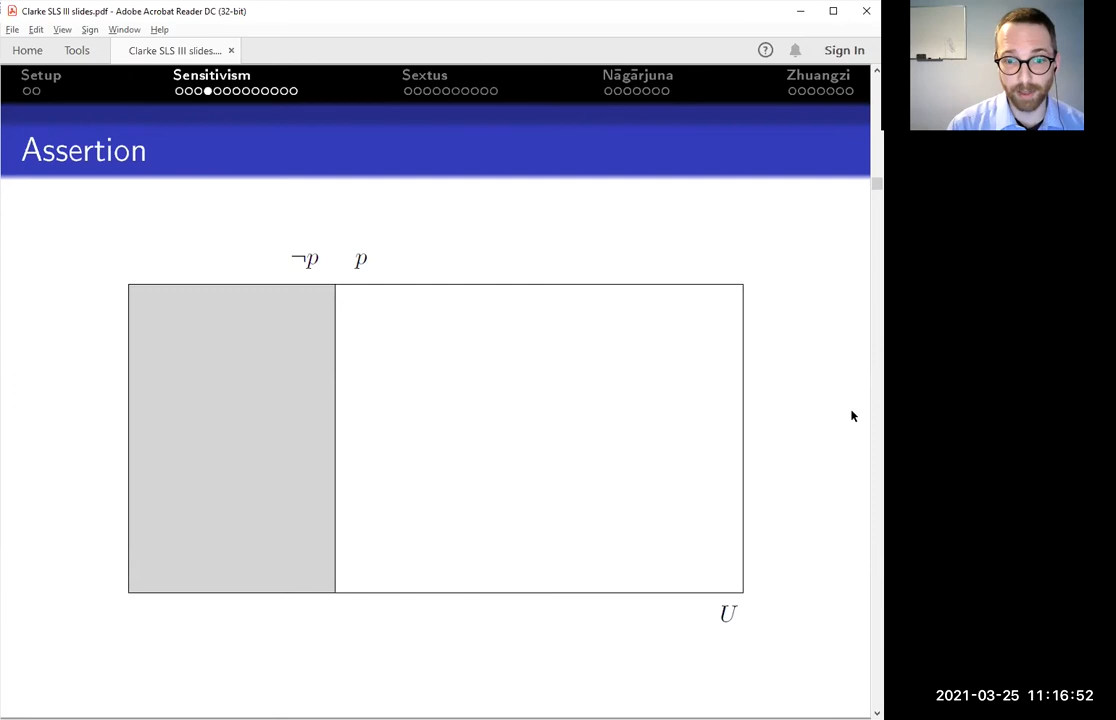 Clarke SLS III slides.pdf - Adobe Acrobat Reader DC (32-bit)
File Edit View Sign Window Help
Home Tools Clarke SLS III slides.... × Sign In
Setup Sensitivism Sextus Nāgārjuna Zhuangzi
Assertion
¬p p
U
2021-03-25 11:16:52